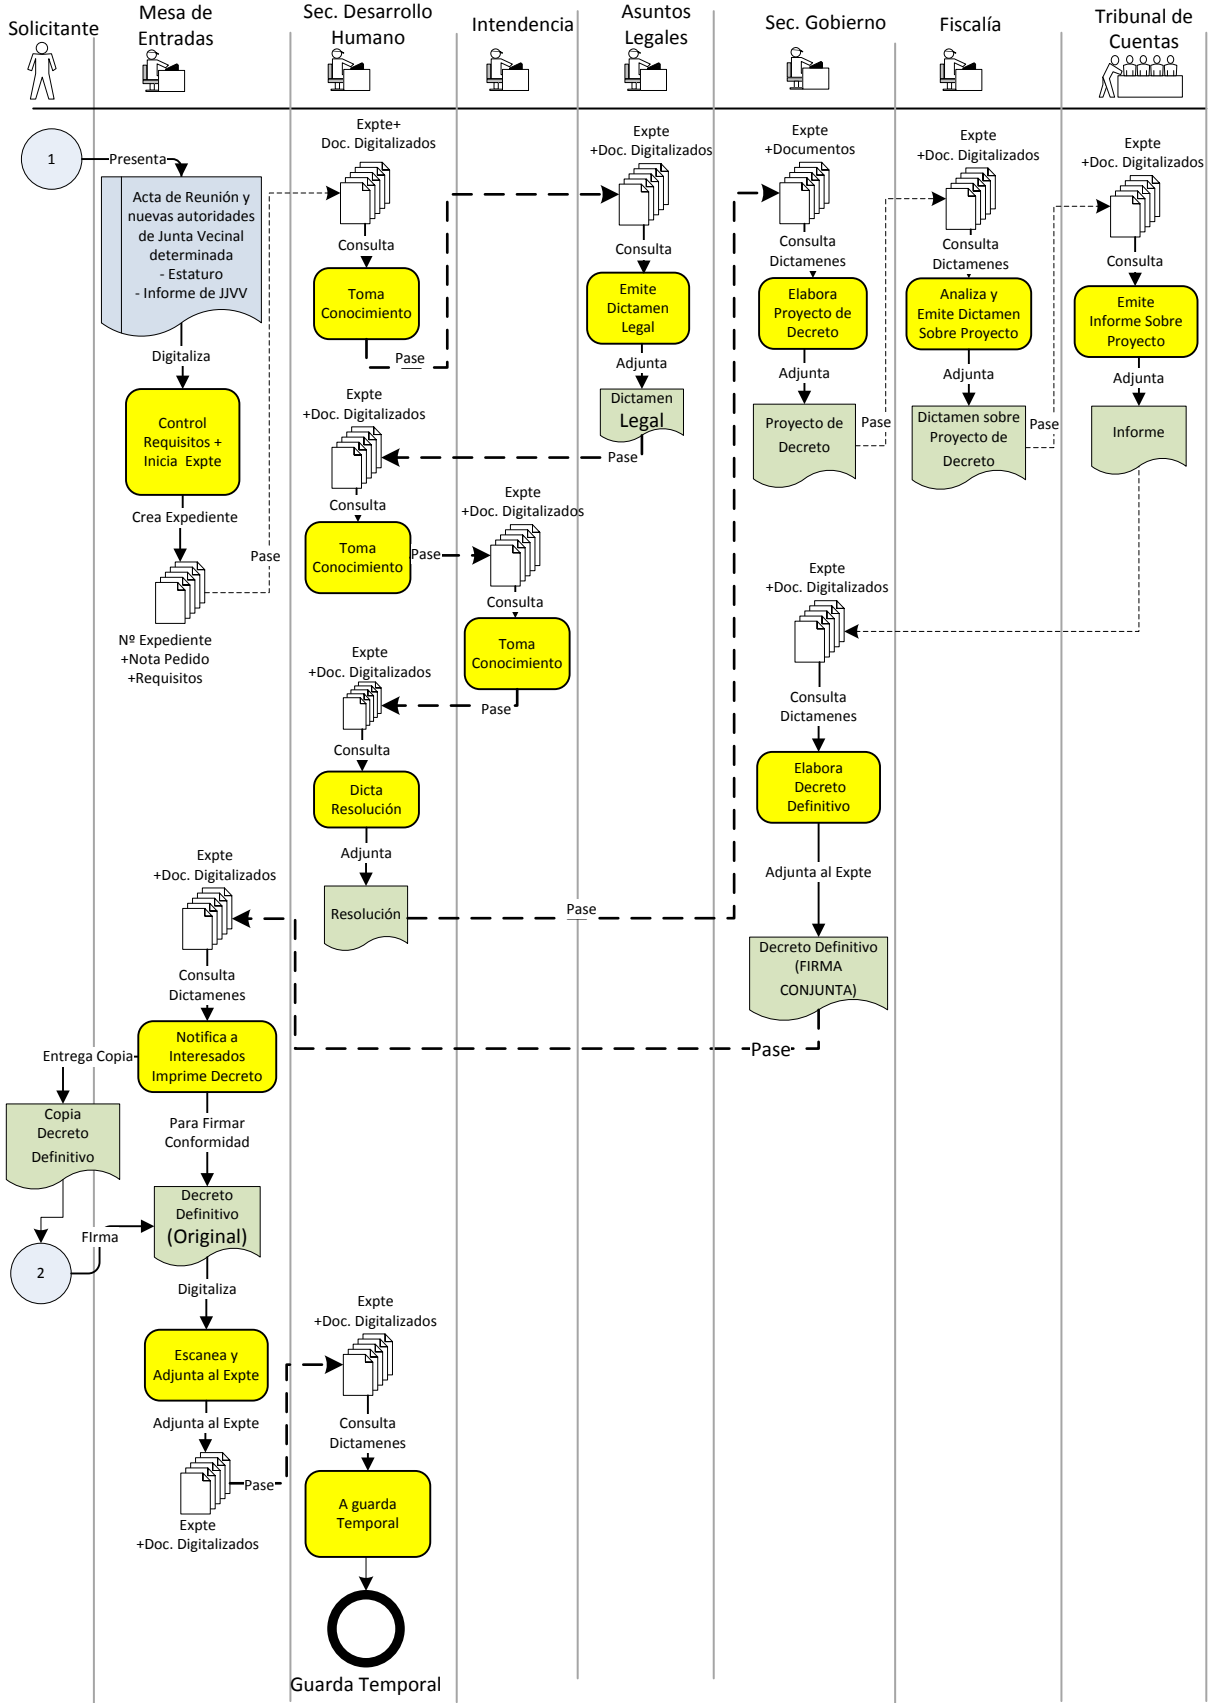 Solicitante
Mesa de
Entradas
Sec. Desarrollo
Humano
Intendencia
Asuntos
Legales
Sec. Gobierno
Fiscalía
Tribunal de
Cuentas
1
Presenta
Acta de Reunión y
nuevas autoridades
de Junta Vecinal
determinada
- Estaturo
- Informe de JJVV
Digitaliza
Control
Requisitos +
Inicia Expte
Crea Expediente
Nº Expediente
+Nota Pedido
+Requisitos
Pase
Expte+
Doc. Digitalizados
Consulta
Toma
Conocimiento
Pase
Expte
+Doc. Digitalizados
Consulta
Emite
Dictamen
Legal
Adjunta
Dictamen
Legal
Pase
Expte
+Doc. Digitalizados
Consulta
Toma
Conocimiento
Pase
Expte
+Doc. Digitalizados
Consulta
Toma
Conocimiento
Pase
Expte
+Doc. Digitalizados
Consulta
Dicta
Resolución
Adjunta
Resolución
Pase
Expte
+Documentos
Consulta
Dictamenes
Elabora
Proyecto de
Decreto
Adjunta
Proyecto de
Decreto
Pase
Expte
+Doc. Digitalizados
Consulta
Dictamenes
Analiza y
Emite Dictamen
Sobre Proyecto
Adjunta
Dictamen sobre
Proyecto de
Decreto
Pase
Expte
+Doc. Digitalizados
Consulta
Emite
Informe Sobre
Proyecto
Adjunta
Informe
Expte
+Doc. Digitalizados
Consulta
Dictamenes
Elabora
Decreto
Definitivo
Adjunta al Expte
Decreto Definitivo
(FIRMA
CONJUNTA)
Pase
Expte
+Doc. Digitalizados
Consulta
Dictamenes
Notifica a
Interesados
Imprime Decreto
Entrega Copia
Copia
Decreto
Definitivo
2
FIrma
Para Firmar
Conformidad
Decreto
Definitivo
(Original)
Digitaliza
Escanea y
Adjunta al Expte
Adjunta al Expte
Expte
+Doc. Digitalizados
Pase
Expte
+Doc. Digitalizados
Consulta
Dictamenes
A guarda
Temporal
Guarda Temporal